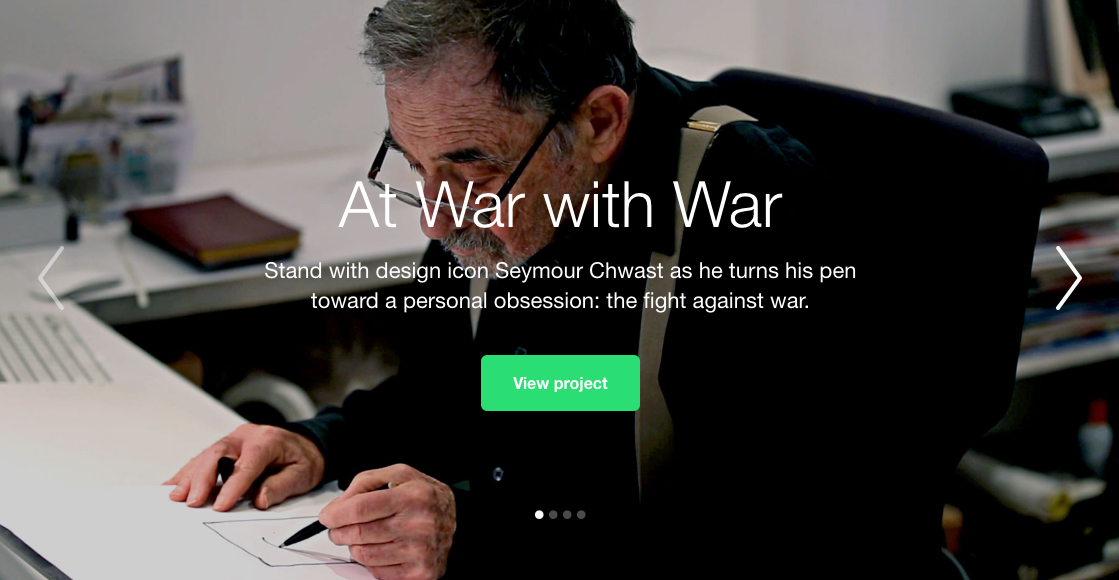 At War with War
Stand with design icon Seymour Chwast as he turns his pen
toward a personal obsession: the fight against war.
View project